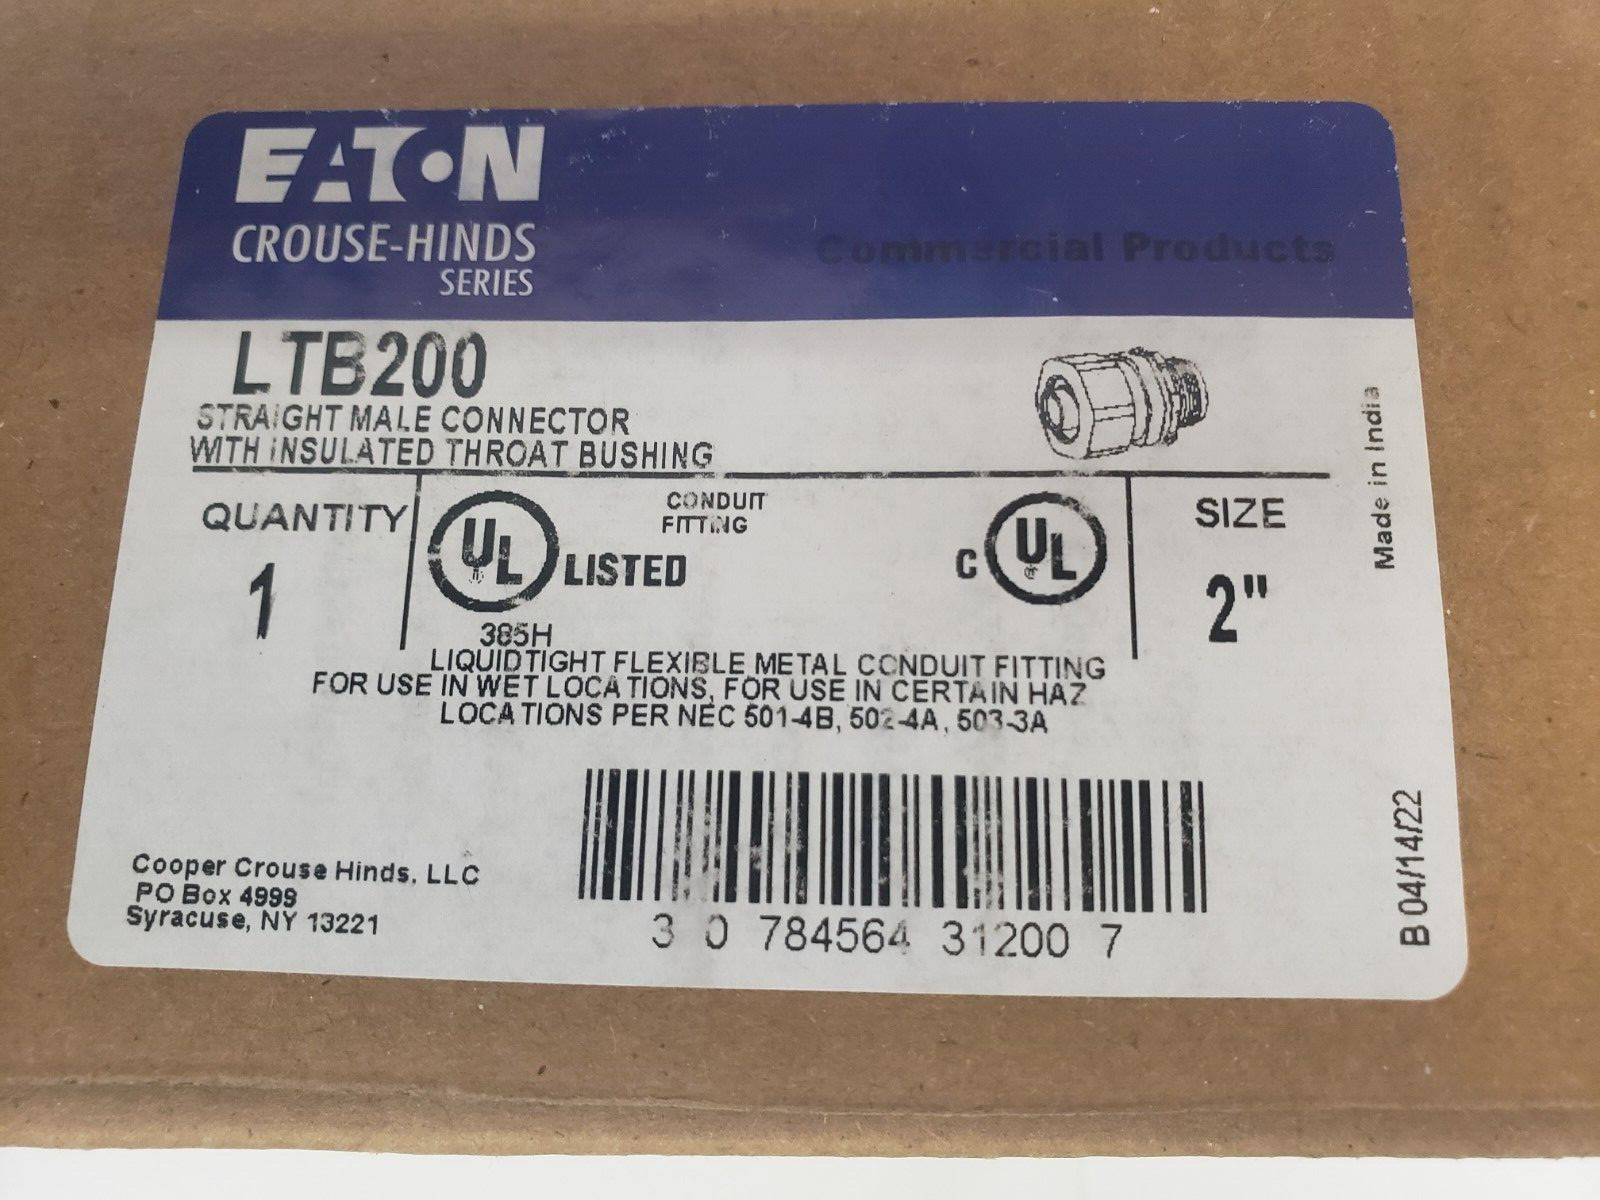 EATON
CROUSE-HINDS
SERIES
Commercial Products
LTB200
STRAIGHT MALE CONNECTOR
WITH INSULATED THROAT BUSHING
Made in India
QUANTITY
1
UL
LISTED
CONDUIT
FITTING
C UL
SIZE
2"
385H
LIQUIDTIGHT FLEXIBLE METAL CONDUIT FITTING
FOR USE IN WET LOCATIONS, FOR USE IN CERTAIN HAZ
LOCATIONS PER NEC 501-4B, 502-4A, 503-3A
Cooper Crouse Hinds, LLC
PO Box 4999
Syracuse, NY 13221
3 0 784564 31200 7
B 04/14/22